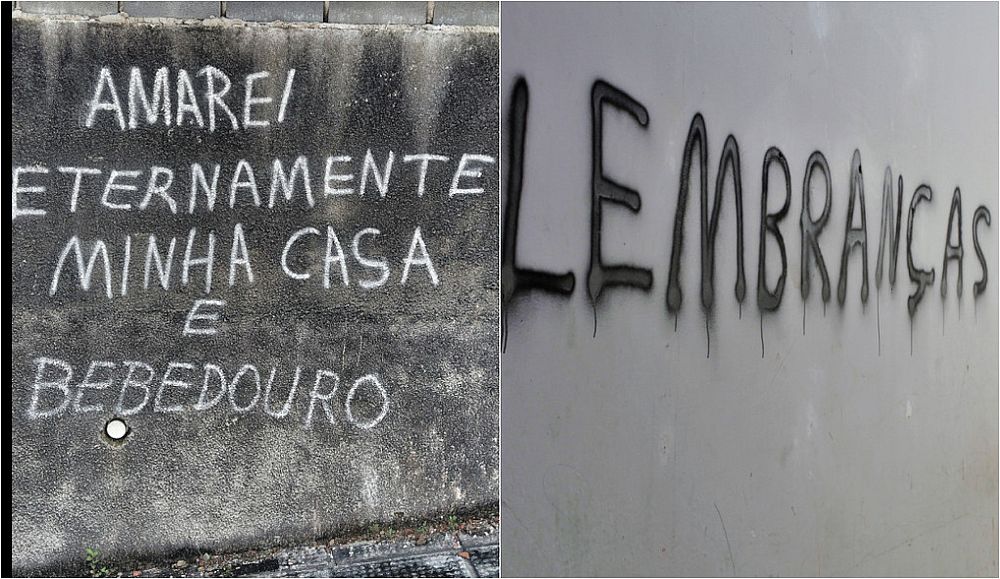 AMAREI
ETERNAMENTE
MINHA CASA
E
BEBEDOURO
LEMBRANÇAS